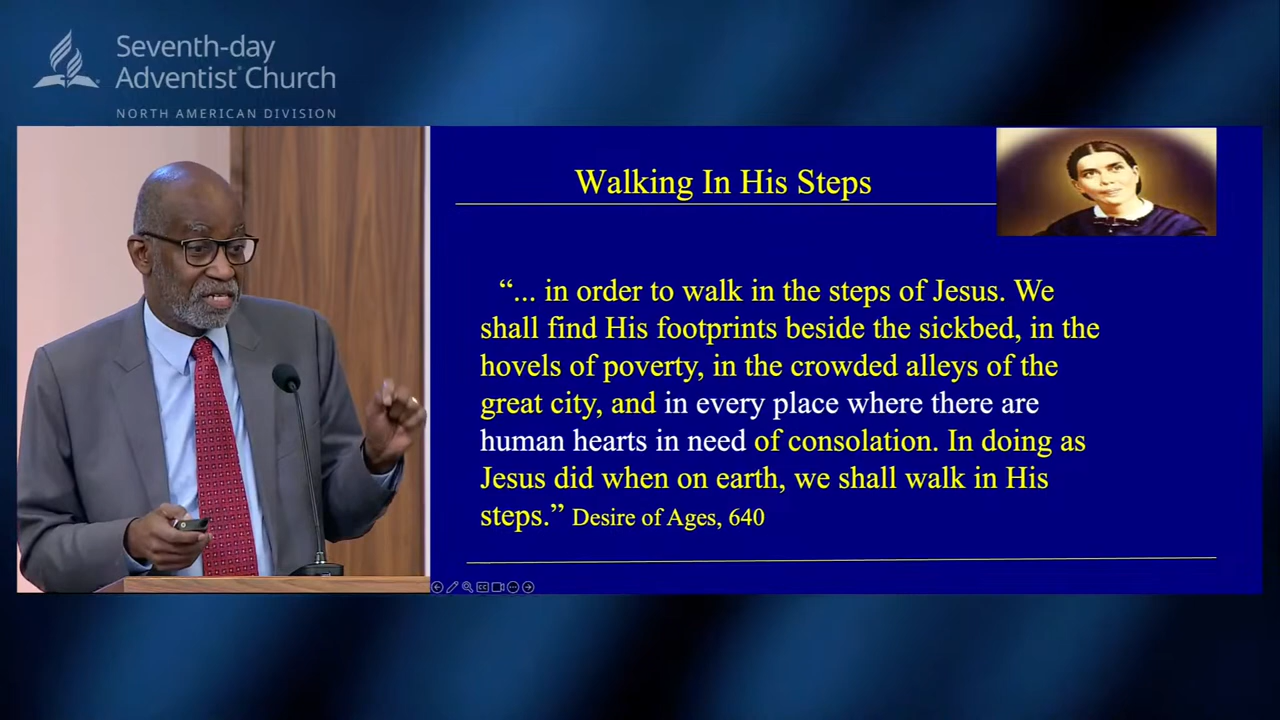 Seventh-day
Adventist® Church
NORTH AMERICAN DIVISION
Walking In His Steps
“... in order to walk in the steps of Jesus. We
shall find His footprints beside the sickbed, in the
hovels of poverty, in the crowded alleys of the
great city, and in every place where there are
human hearts in need of consolation. In doing as
Jesus did when on earth, we shall walk in His
steps.” Desire of Ages, 640
CC